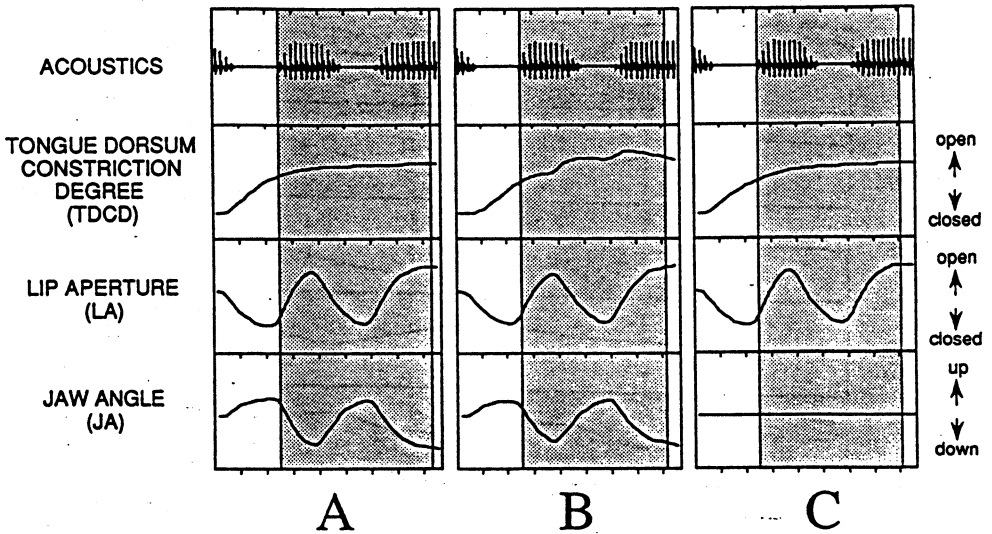 ACOUSTICS
TONGUE DORSUM
CONSTRICTION
DEGREE
(TDCD)
open
closed
LIP APERTURE
(LA)
open
closed
JAW ANGLE
(JA)
up
down
A
B
C